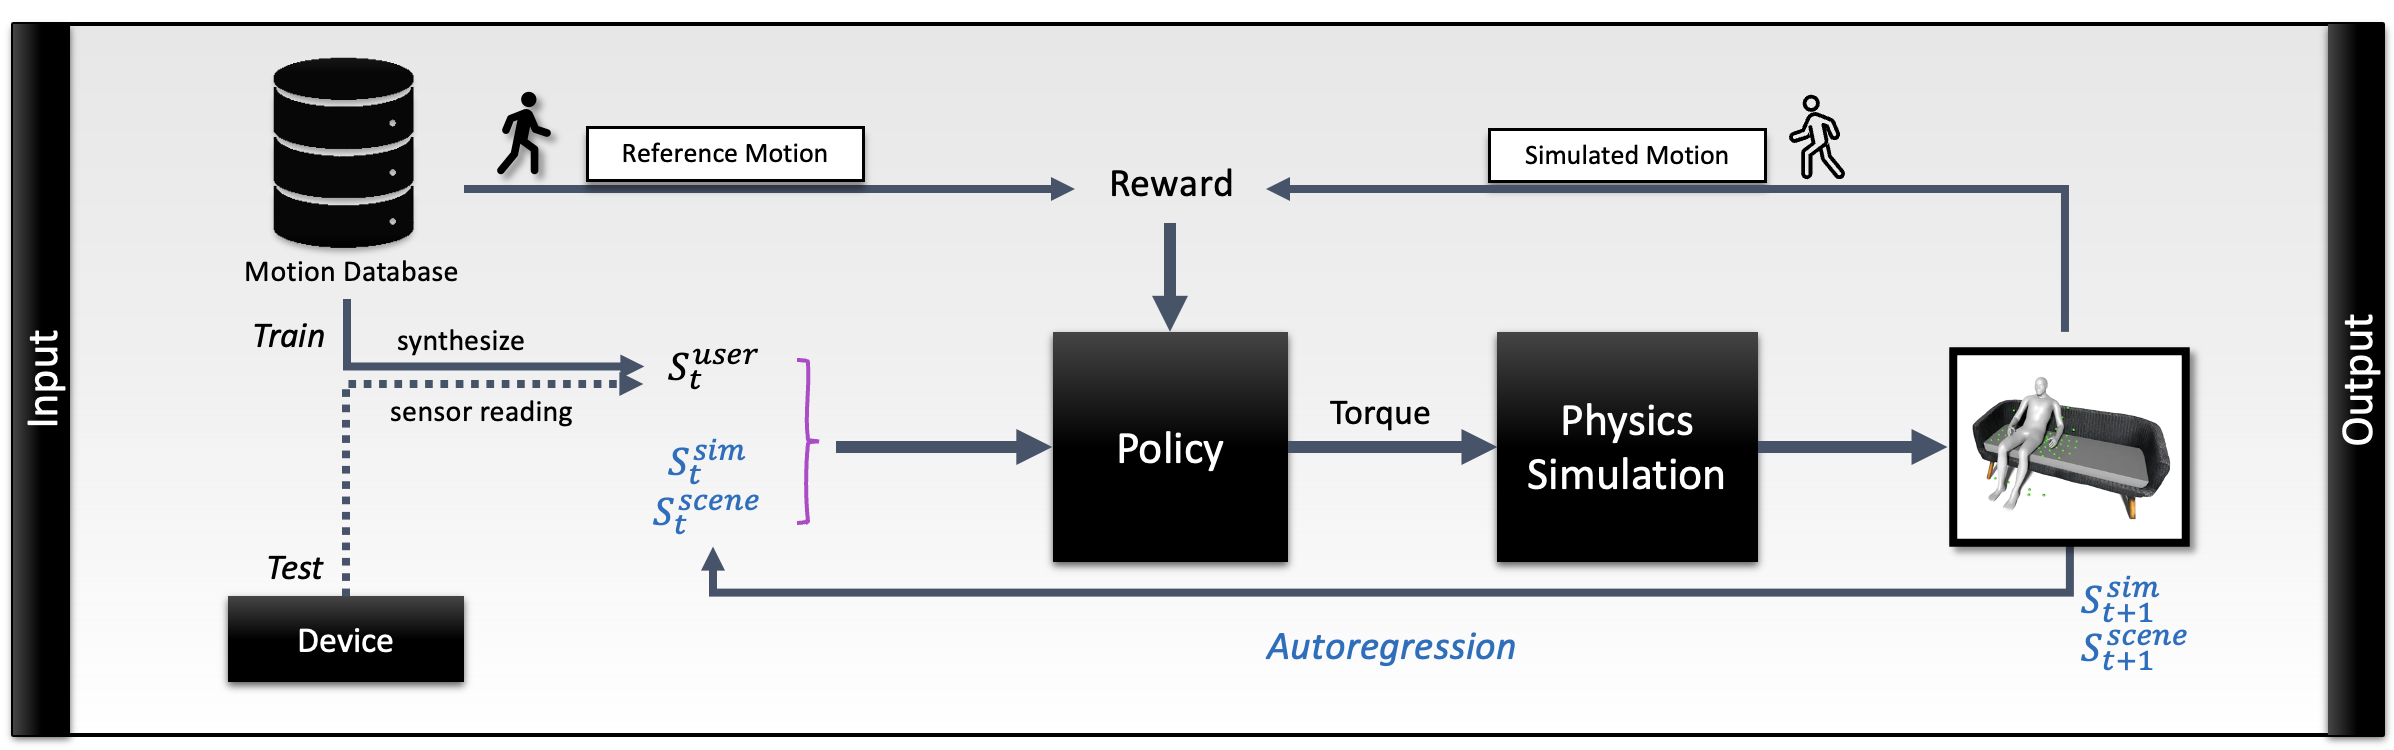 Input
Motion Database
Reference Motion
Reward
Simulated Motion
Train
synthesize
sensor reading
Test
Device
S_t^{user}
S_t^{sim}
S_t^{scene}
Policy
Torque
Physics
Simulation
S_{t+1}^{sim}
S_{t+1}^{scene}
Autoregression
Output